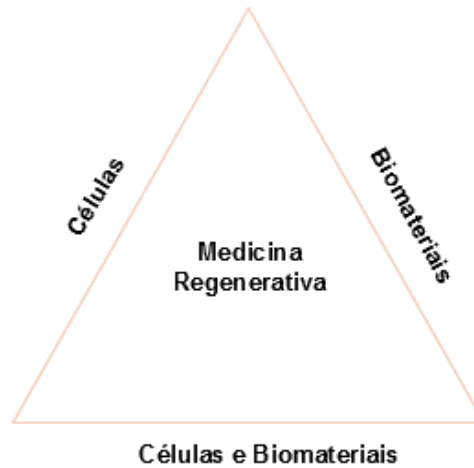 Células
Biomateriais
Medicina
Regenerativa
Células e Biomateriais